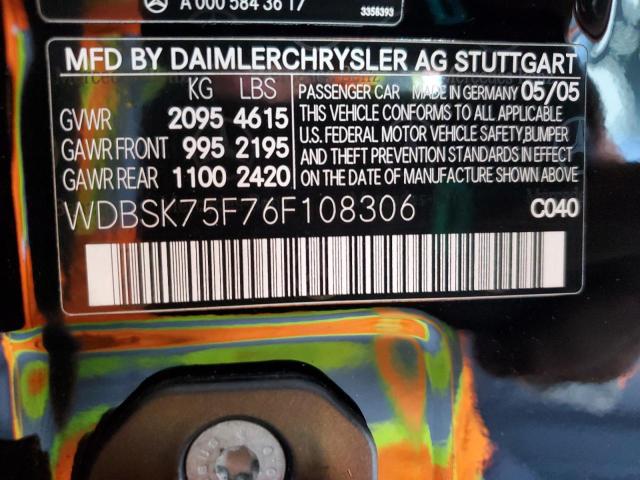 A 000 584 36 17
3356393
MFD BY DAIMLERCHRYSLER AG STUTTGART
KG LBS
GVWR 2095 4615
GAWR FRONT 995 2195
GAWR REAR 1100 2420
PASSENGER CAR MADE IN GERMANY 05/05
THIS VEHICLE CONFORMS TO ALL APPLICABLE
U.S. FEDERAL MOTOR VEHICLE SAFETY, BUMPER
AND THEFT PREVENTION STANDARDS IN EFFECT
ON THE DATE OF MANUFACTURE SHOWN ABOVE
WDBSK75F76F108306 C040